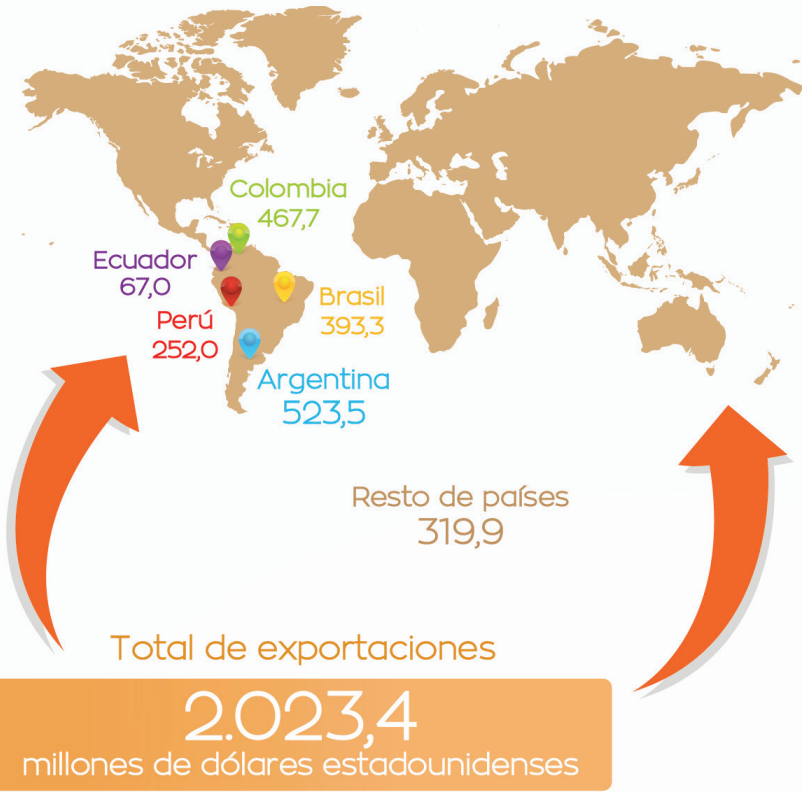 Colombia
467,7
Ecuador
67,0
Brasil
393,3
Perú
252,0
Argentina
523,5
Resto de países
319,9
Total de exportaciones
2.023,4
millones de dólares estadounidenses